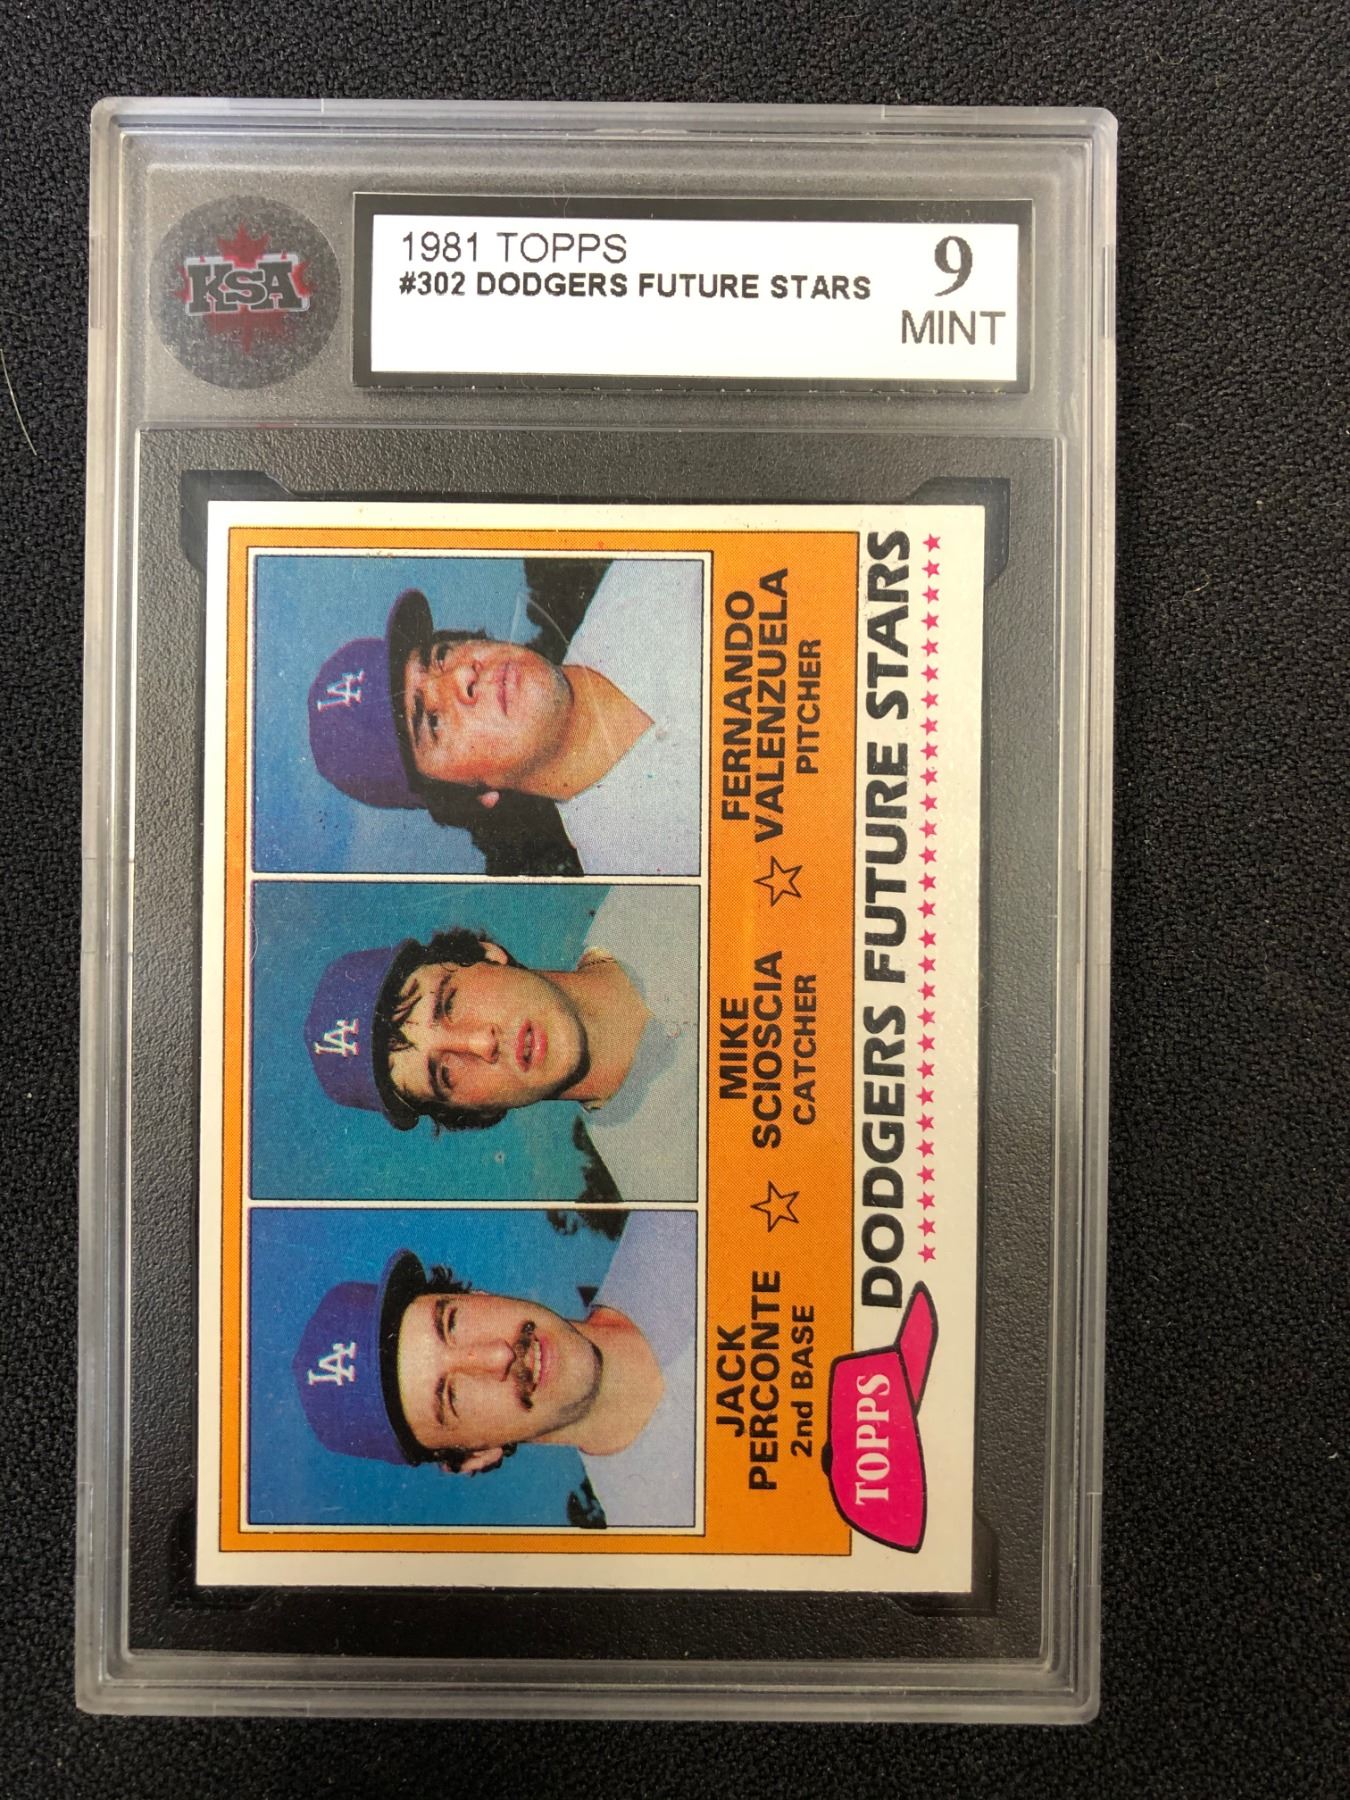 KSA
1981 TOPPS
#302 DODGERS FUTURE STARS
9
MINT
LA
LA
LA
JACK
PERCONTE
2nd BASE
MIKE
SCIOSCIA
CATCHER
FERNANDO
VALENZUELA
PITCHER
TOPPS
DODGERS FUTURE STARS